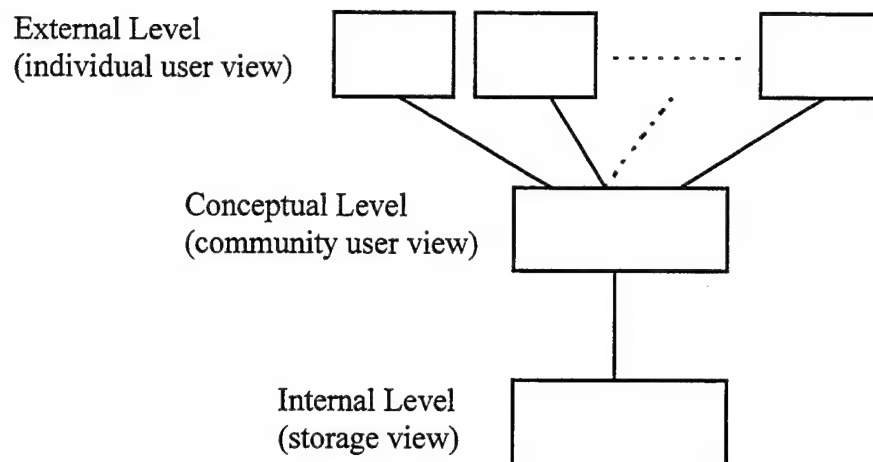 External Level
(individual user view)
Conceptual Level
(community user view)
Internal Level
(storage view)